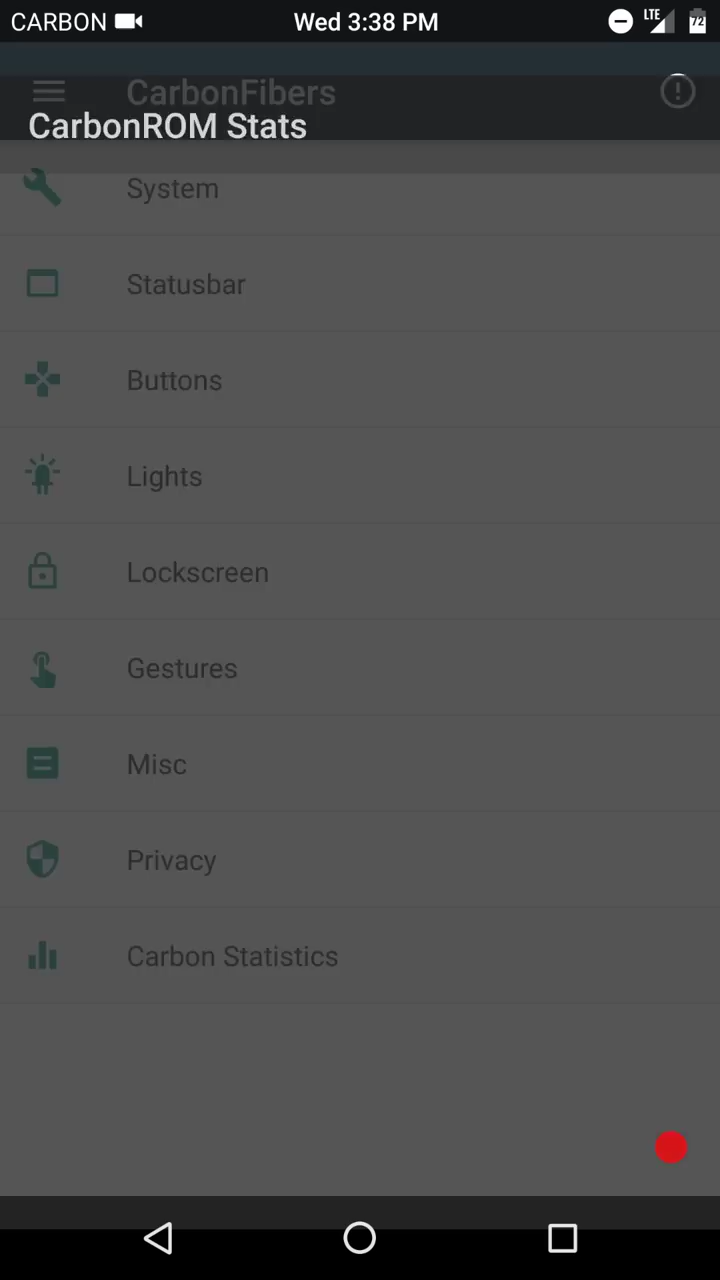 CARBON Wed 3:38 PM LTE 72
CarbonFibers
CarbonROM Stats
System
Statusbar
Buttons
Lights
Lockscreen
Gestures
Misc
Privacy
Carbon Statistics